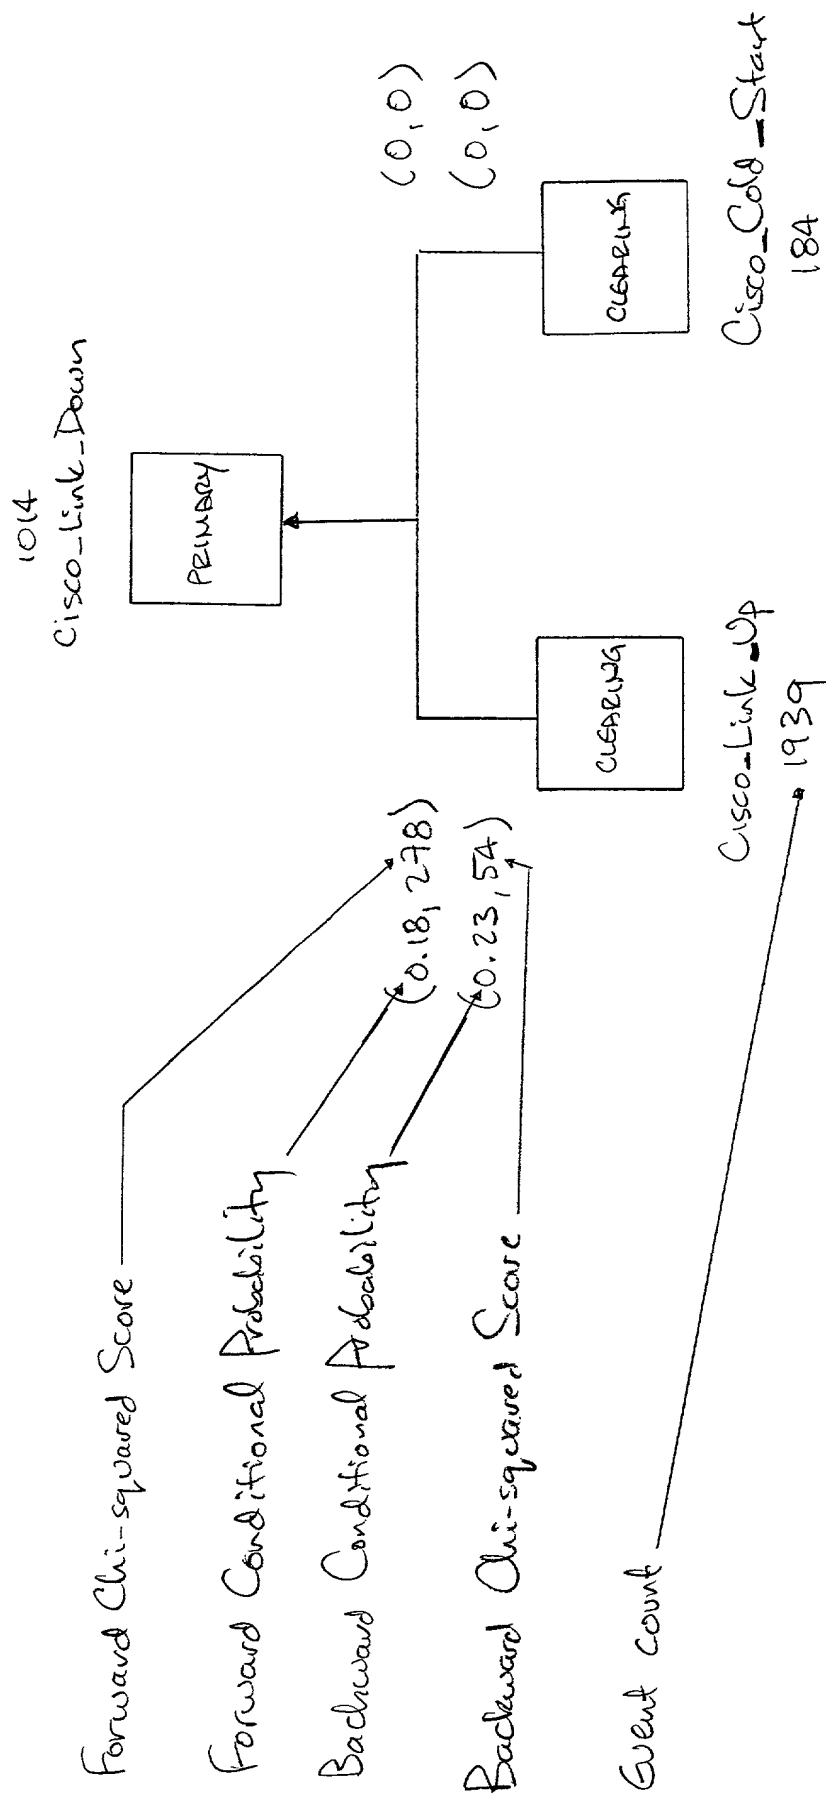 1014
Cisco_Link_Down
PRIMARY
Forward Chi-squared Score
Forward Conditional Probability
(0.18, 278)
(0,0)
Backward Conditional Probability
(0.23, 54)
(0,0)
Backward Chi-squared Score
CLEARING
CLEARING
Event count
Cisco_Link_Up
1939
Cisco_Cold_Start
184